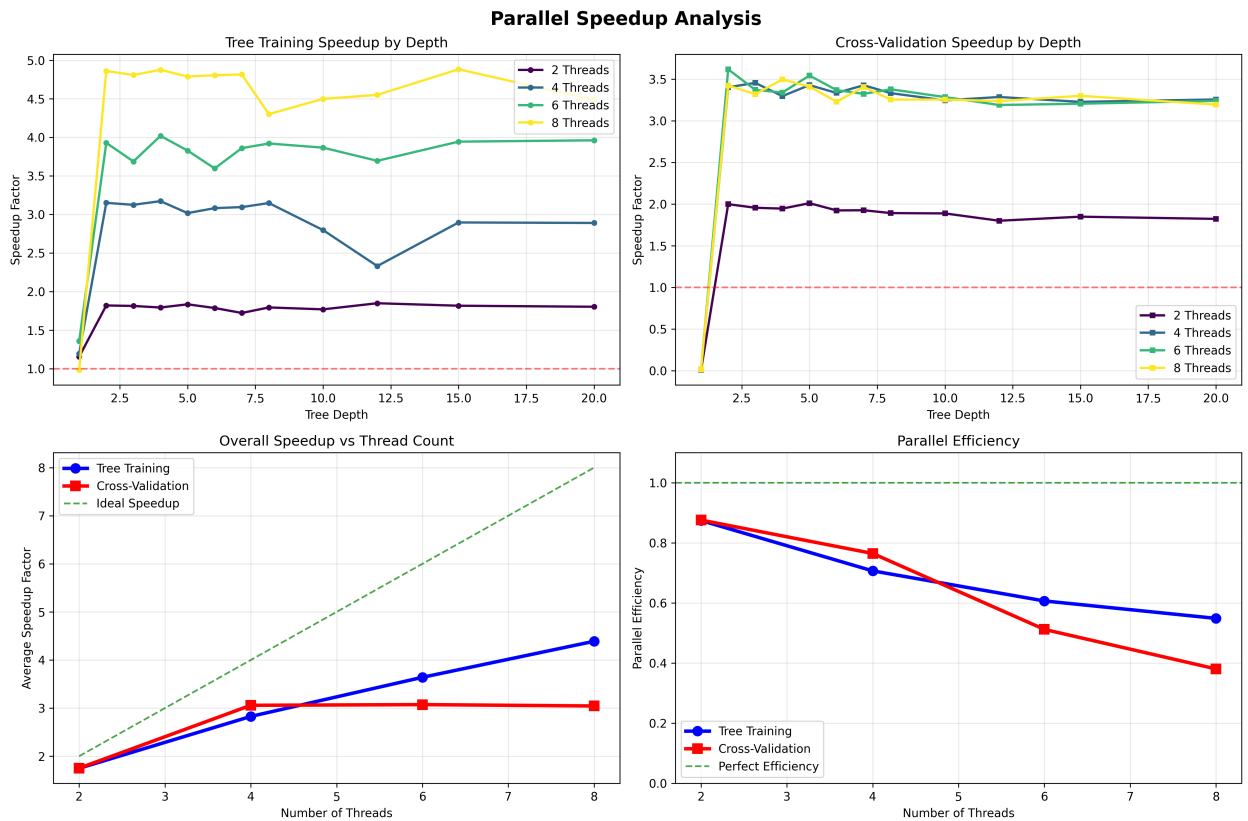 Parallel Speedup Analysis
Tree Training Speedup by Depth
Speedup Factor
5.0
4.5
4.0
3.5
3.0
2.5
2.0
1.5
1.0
2 Threads
4 Threads
6 Threads
8 Threads
2.5 5.0 7.5 10.0 12.5 15.0 17.5 20.0
Tree Depth
Cross-Validation Speedup by Depth
Speedup Factor
3.5
3.0
2.5
2.0
1.5
1.0
0.5
0.0
2 Threads
4 Threads
6 Threads
8 Threads
2.5 5.0 7.5 10.0 12.5 15.0 17.5 20.0
Tree Depth
Overall Speedup vs Thread Count
Average Speedup Factor
8
7
6
5
4
3
2
Tree Training
Cross-Validation
Ideal Speedup
2 3 4 5 6 7 8
Number of Threads
Parallel Efficiency
Parallel Efficiency
1.0
0.8
0.6
0.4
0.2
0.0
Tree Training
Cross-Validation
Perfect Efficiency
2 3 4 5 6 7 8
Number of Threads